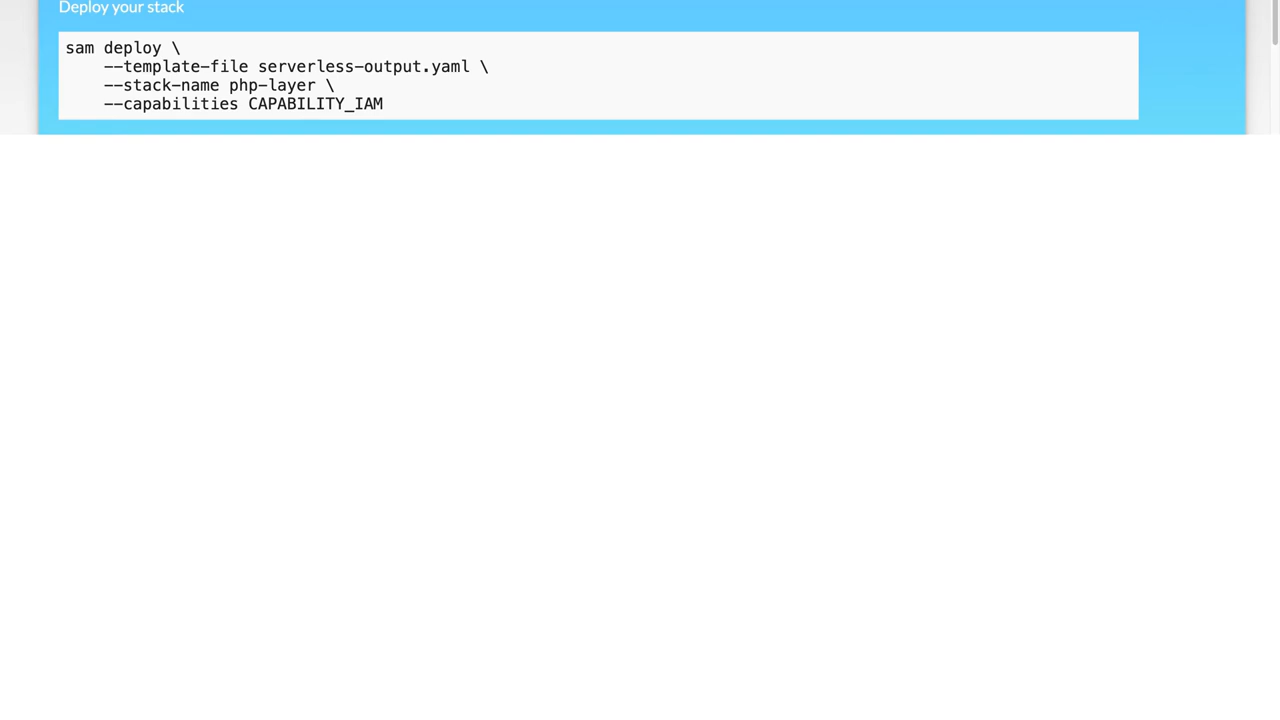 Deploy your stack
sam deploy \
    --template-file serverless-output.yaml \
    --stack-name php-layer \
    --capabilities CAPABILITY_IAM